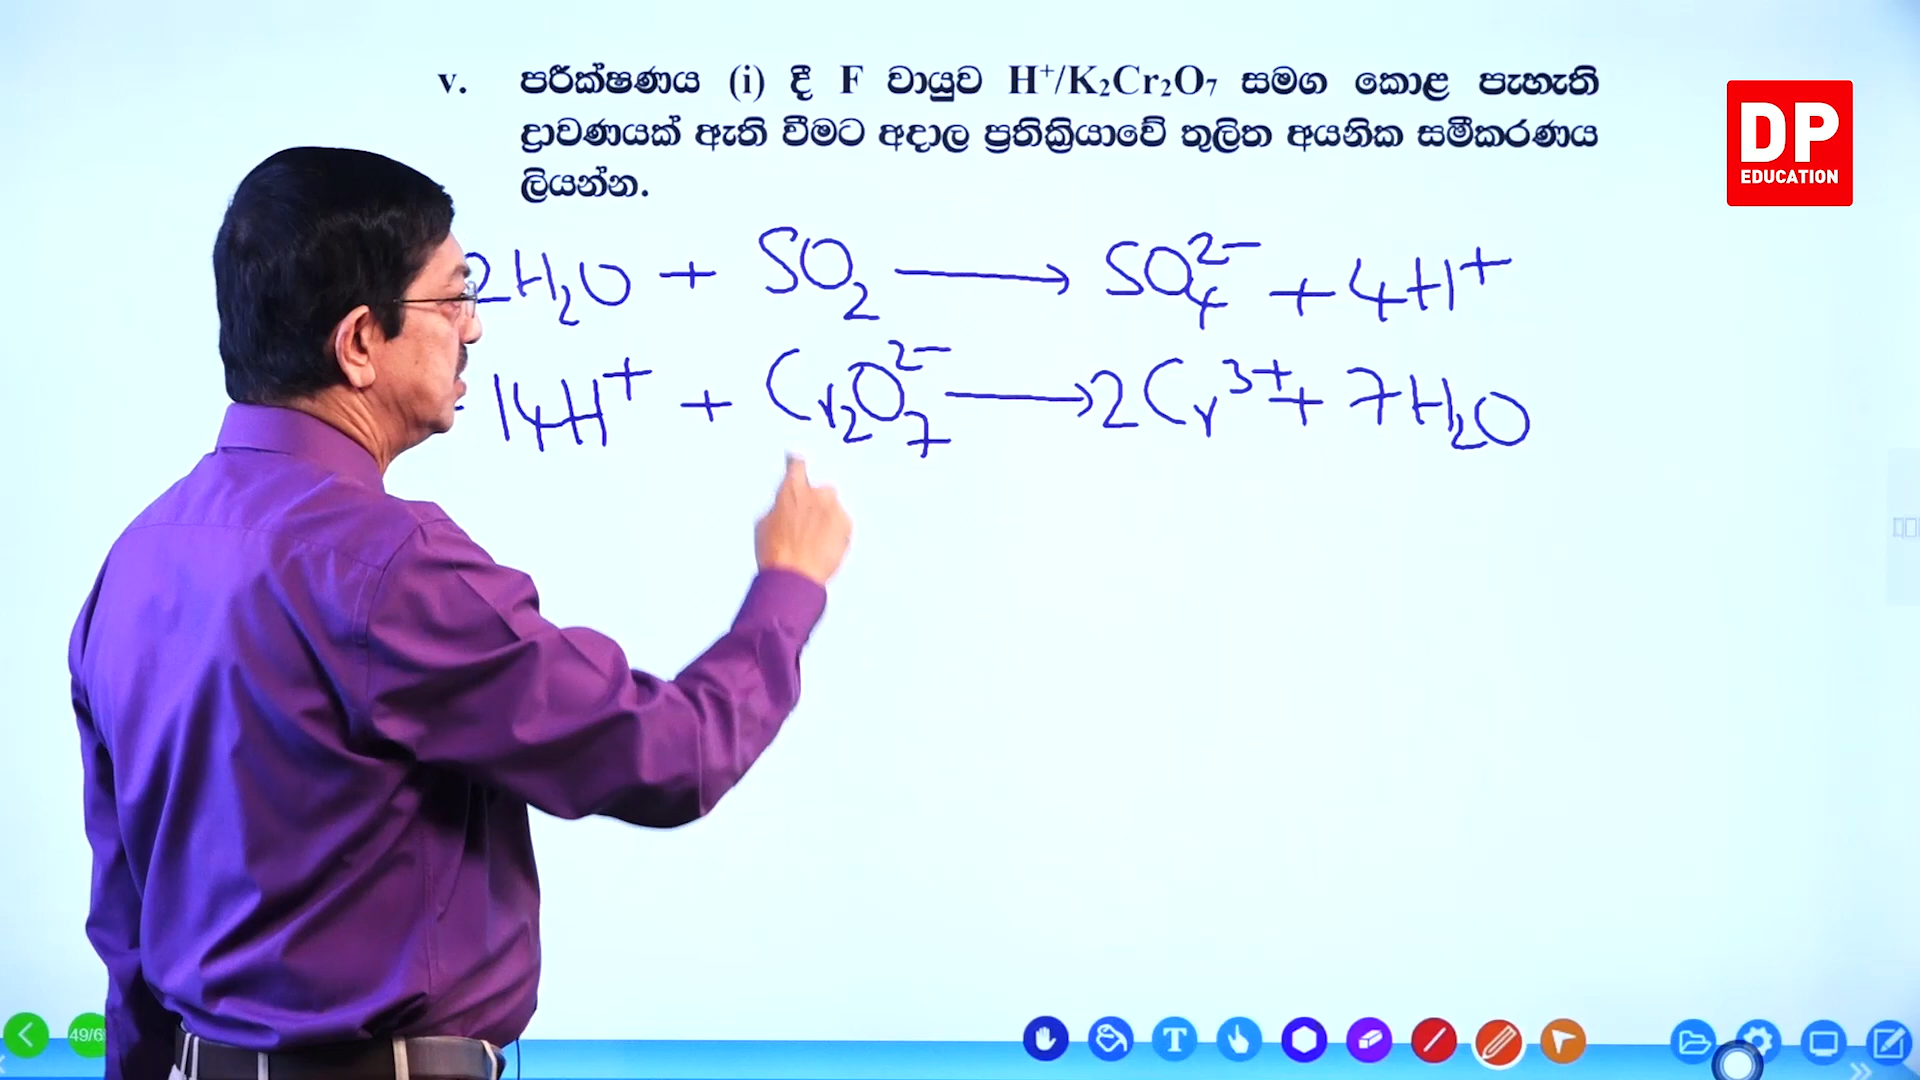 v. පරීක්ෂණය (i) දී F වායුව H⁺/K₂Cr₂O₇ සමග කොළ පැහැති
ද්‍රාවණයක් ඇති වීමට අදාල ප්‍රතික්‍රියාවේ තුලිත අයනික සමීකරණය
ලියන්න.
DP
EDUCATION
2H₂O + SO₂ ⟶ SO₄²⁻ + 4H⁺
14H⁺ + Cr₂O₇²⁻ ⟶ 2Cr³⁺ + 7H₂O
T